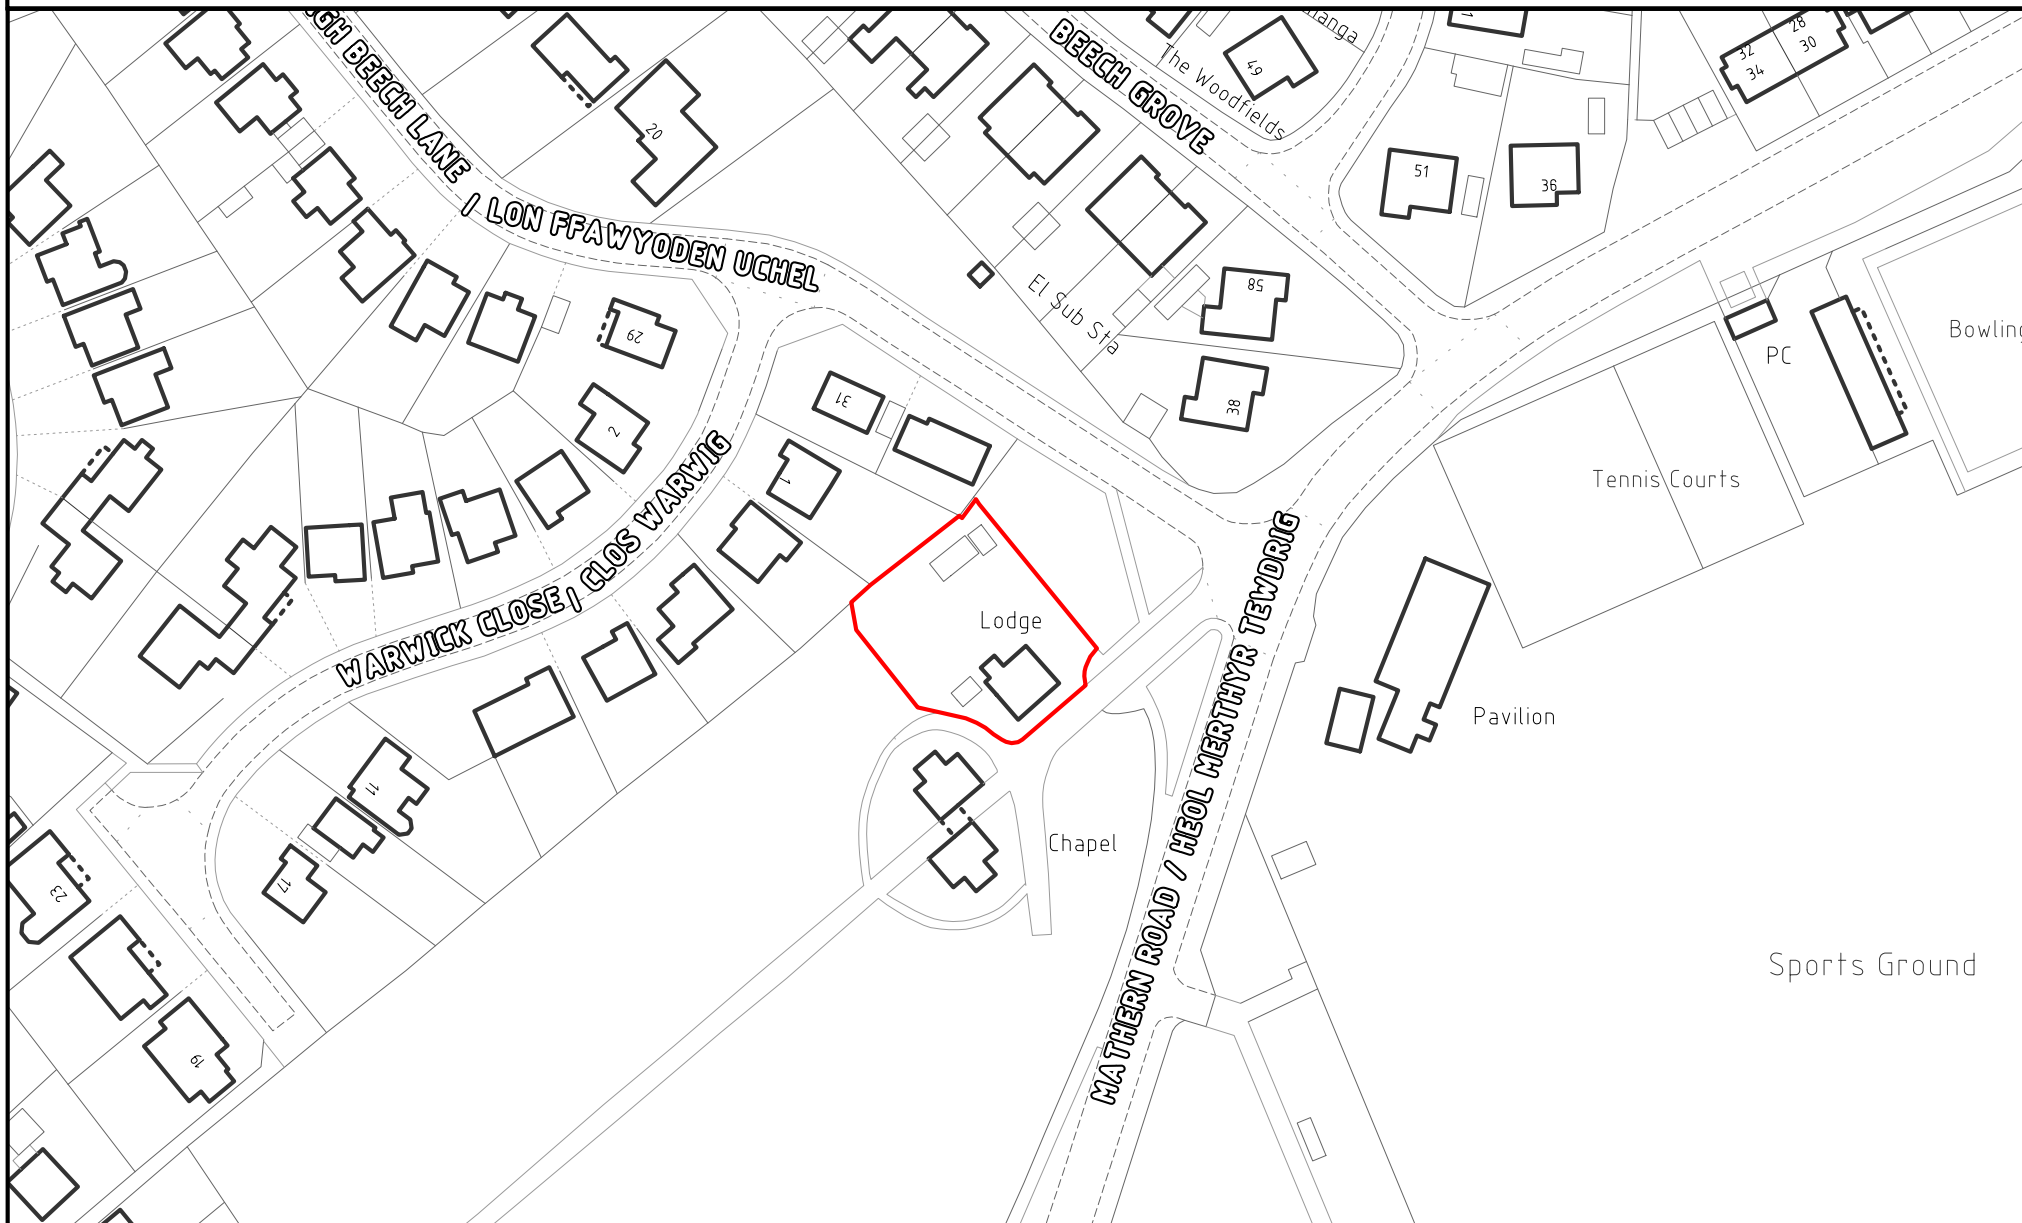 BEECH GROVE
The Woodfields
49
28
30
32
34
GH BEECH LANE
/ LON FFAWYODEN UCHEL
20
51
36
El Sub Sta
58
38
29
2
31
1
PC
Bowling
Tennis Courts
WARWICK CLOSE / CLOS WARWIG
Lodge
MATHERN ROAD / HEOL MERTHYR TEWDRIG
Pavilion
11
17
Chapel
23
19
Sports Ground